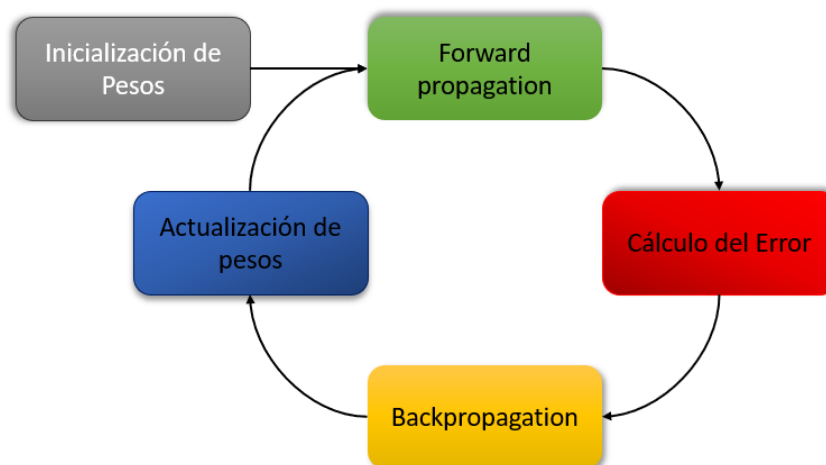 Inicialización de
Pesos
Forward
propagation
Actualización de
pesos
Cálculo del Error
Backpropagation